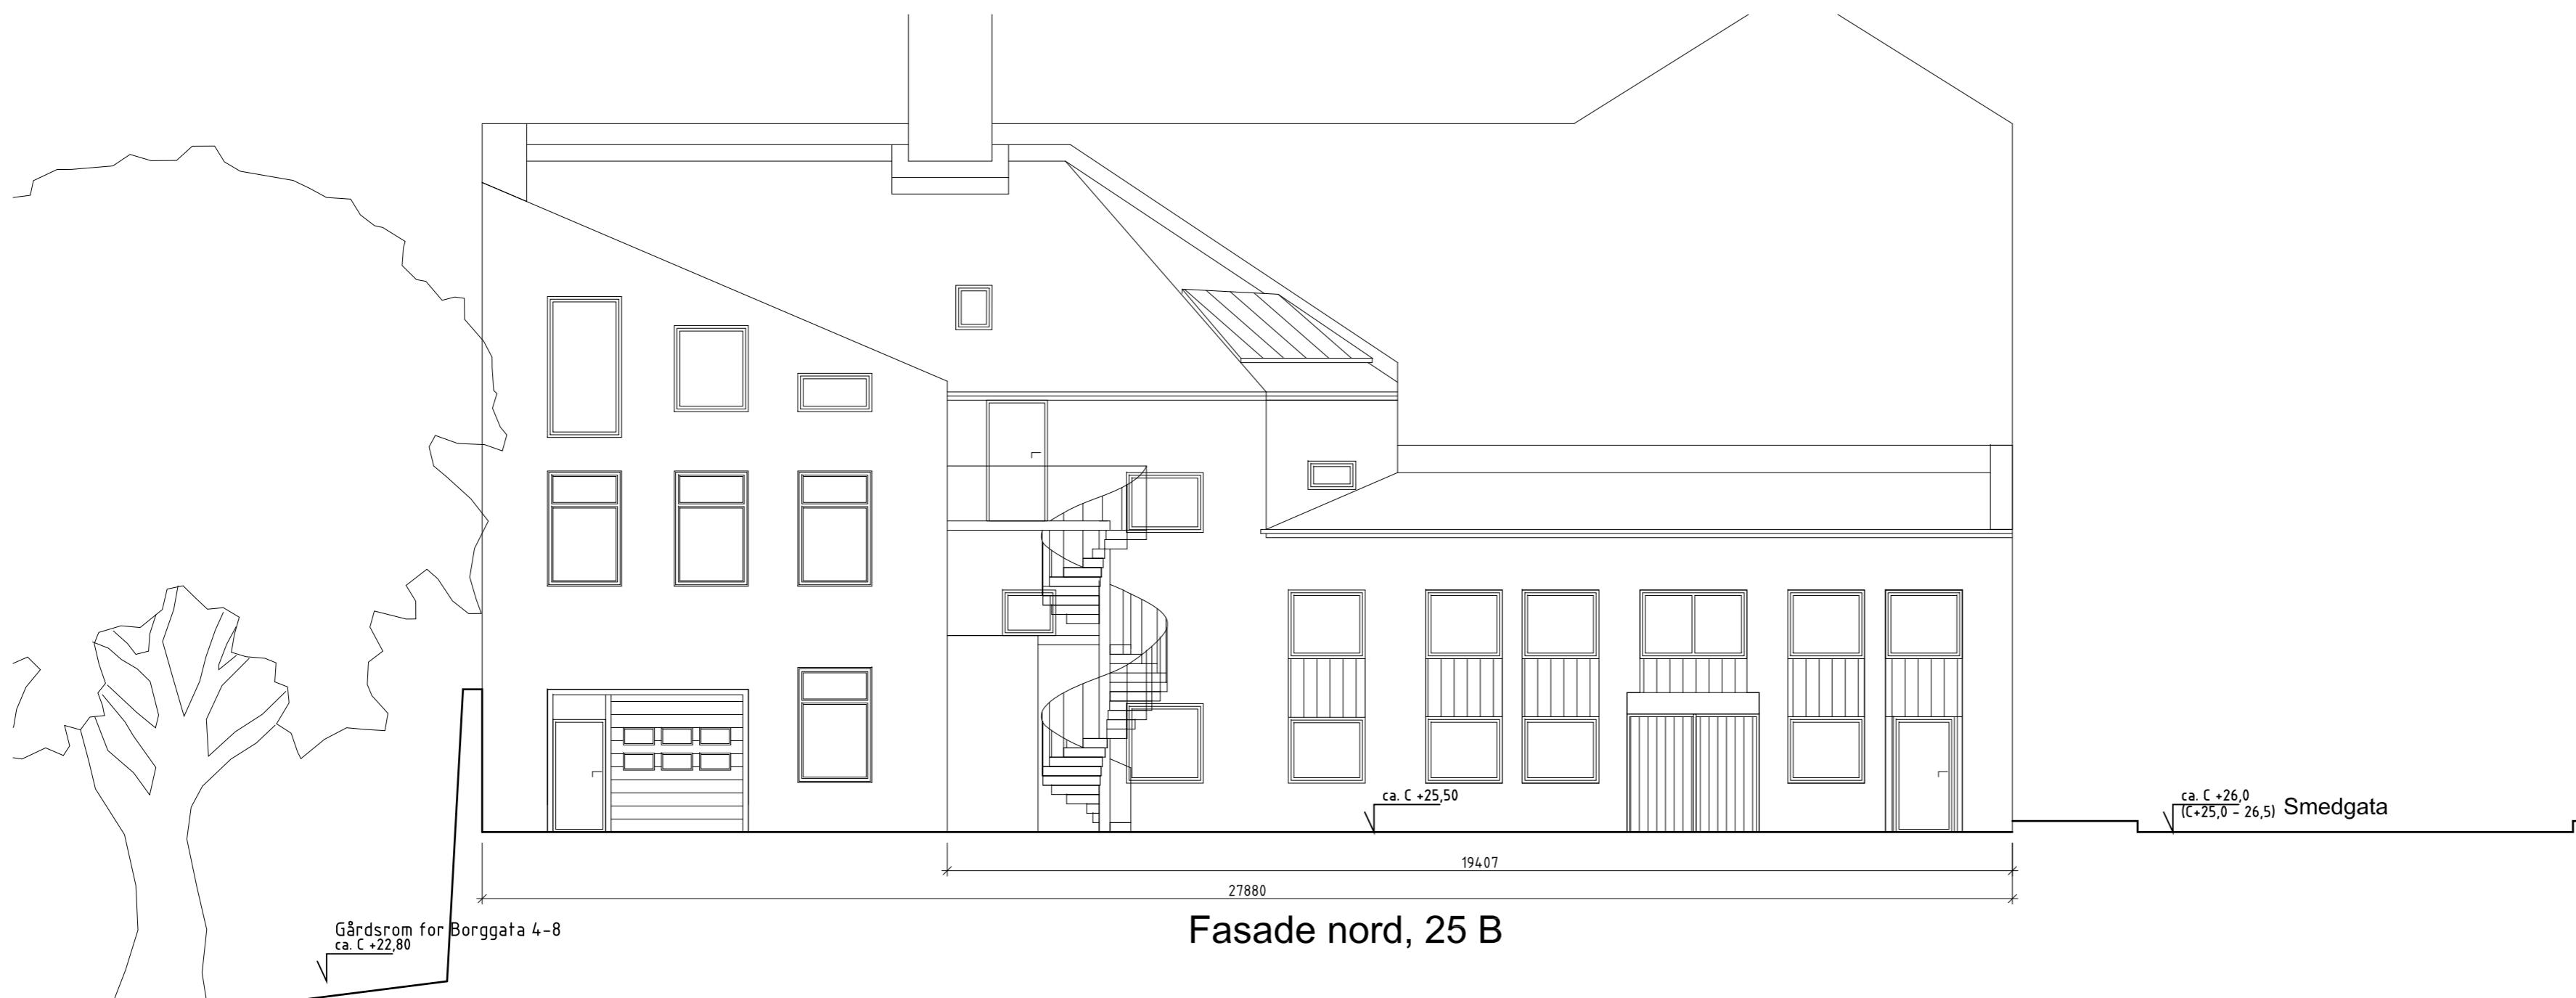 ca. C +25,50
ca. C +26,0
(C+25,0 - 26,5) Smedgata
19407
27880
Gårdsrom for Borggata 4-8
ca. C +22,80
Fasade nord, 25 B